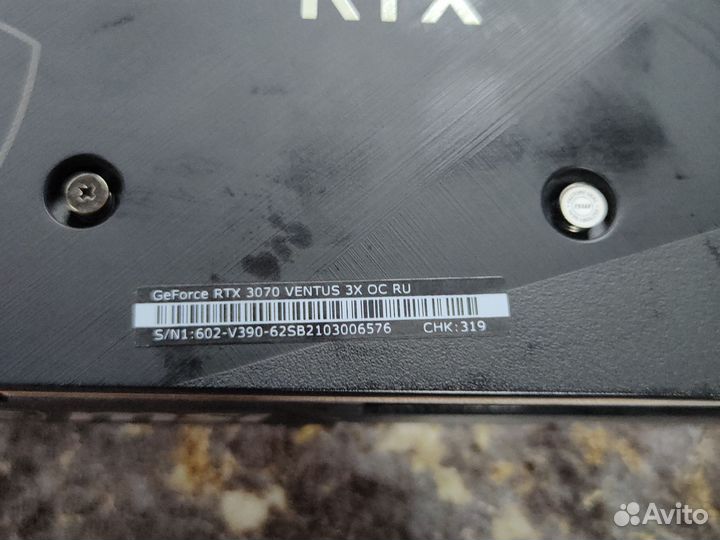 RTX
GeForce RTX 3070 VENTUS 3X OC RU
S/N1:602-V390-62SB2103006576 CHK:319
Avito